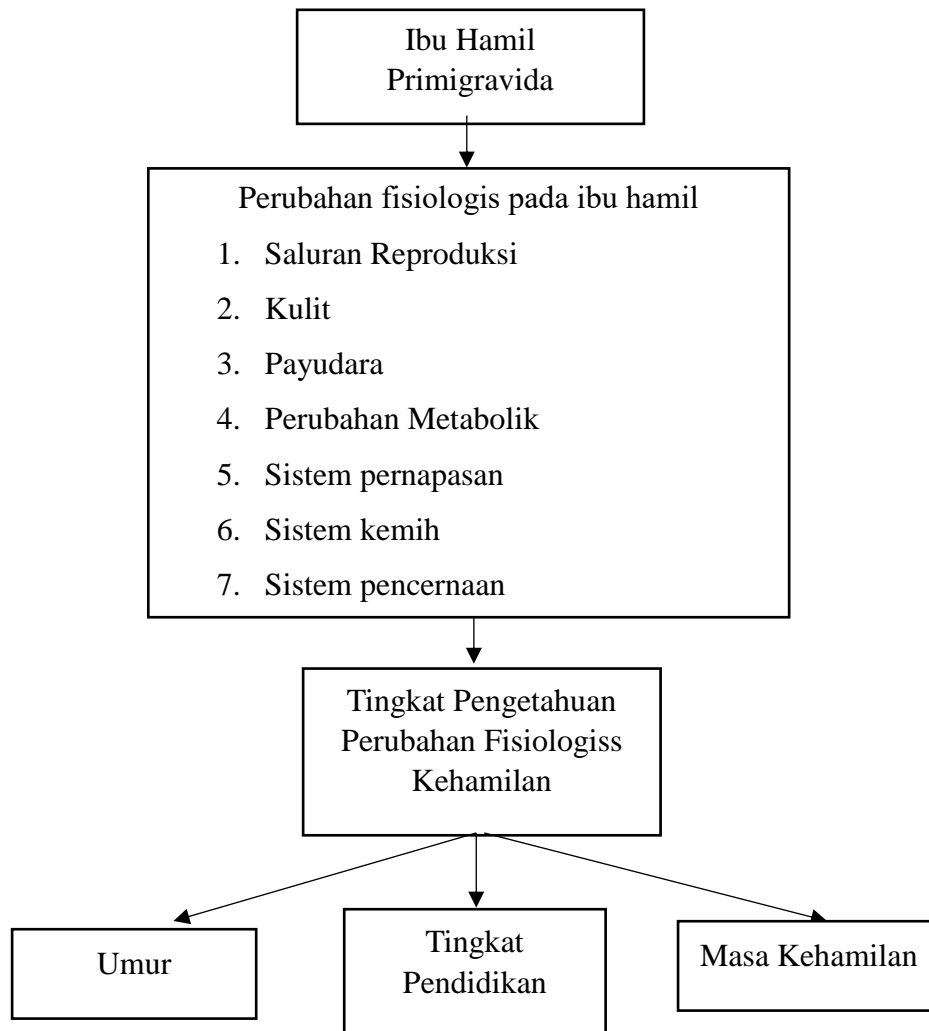 Ibu Hamil
Primigravida
Perubahan fisiologis pada ibu hamil
1. Saluran Reproduksi
2. Kulit
3. Payudara
4. Perubahan Metabolik
5. Sistem pernapasan
6. Sistem kemih
7. Sistem pencernaan
Tingkat Pengetahuan
Perubahan Fisiologiss
Kehamilan
Umur
Tingkat
Pendidikan
Masa Kehamilan